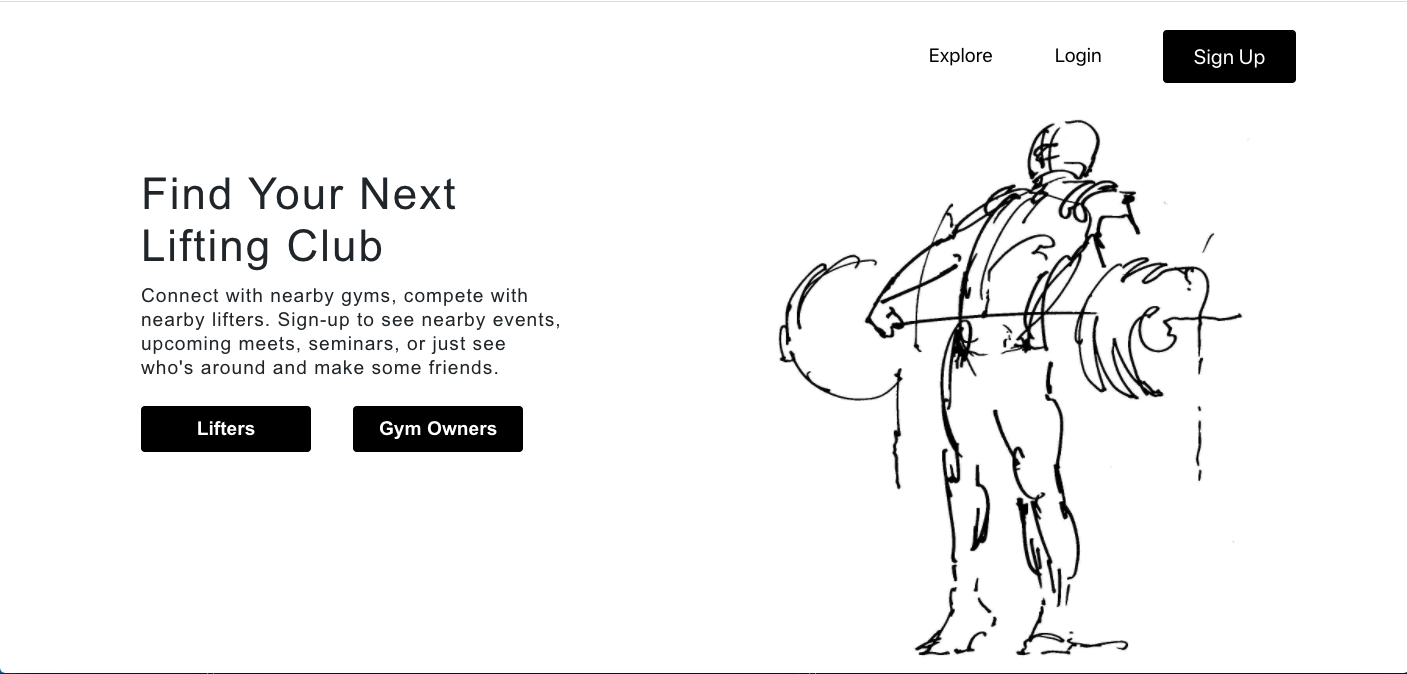 Explore Login Sign Up
Find Your Next
Lifting Club
Connect with nearby gyms, compete with
nearby lifters. Sign-up to see nearby events,
upcoming meets, seminars, or just see
who's around and make some friends.
Lifters Gym Owners